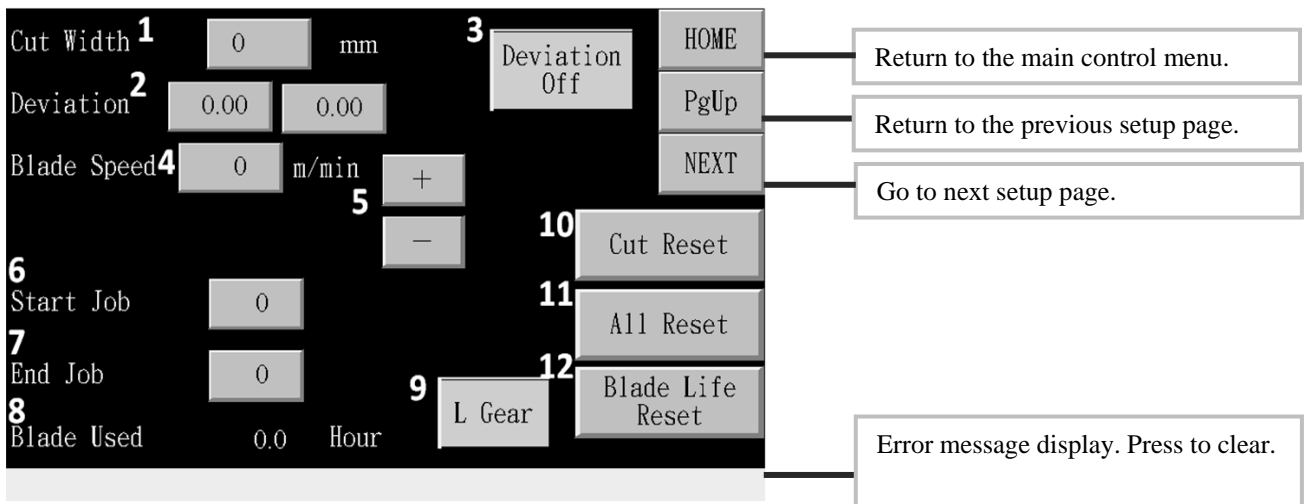 Cut Width 1 0 mm
3 Deviation Off
HOME
Return to the main control menu.
Deviation 2 0.00 0.00
PgUp
Return to the previous setup page.
Blade Speed 4 0 m/min
5
+
-
NEXT
Go to next setup page.
10 Cut Reset
6
Start Job 0
11 All Reset
7
End Job 0
12 Blade Life
Reset
8
Blade Used 0.0 Hour
9 L Gear
Error message display. Press to clear.